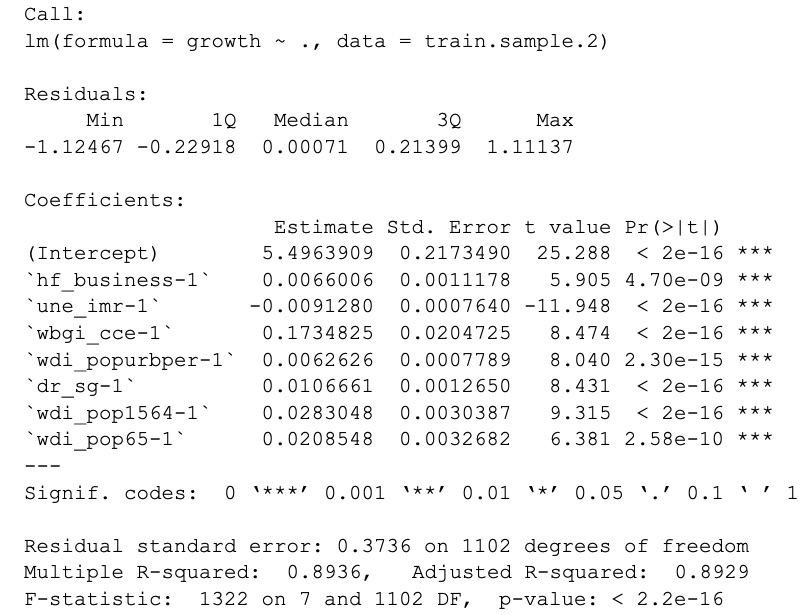 Call:
lm(formula = growth ~ ., data = train.sample.2)
Residuals:
     Min       1Q   Median       3Q      Max
-1.12467 -0.22918  0.00071  0.21399  1.11137
Coefficients:
                     Estimate Std. Error t value Pr(>|t|)
(Intercept)         5.4963909  0.2173490  25.288  < 2e-16 ***
`hf_business-1`     0.0066006  0.0011178   5.905 4.70e-09 ***
`une_imr-1`        -0.0091280  0.0007640 -11.948  < 2e-16 ***
`wbgi_cce-1`        0.1734825  0.0204725   8.474  < 2e-16 ***
`wdi_popurbper-1`   0.0062626  0.0007789   8.040 2.30e-15 ***
`dr_sg-1`           0.0106661  0.0012650   8.431  < 2e-16 ***
`wdi_pop1564-1`     0.0283048  0.0030387   9.315  < 2e-16 ***
`wdi_pop65-1`       0.0208548  0.0032682   6.381 2.58e-10 ***
---
Signif. codes:  0 ‘***’ 0.001 ‘**’ 0.01 ‘*’ 0.05 ‘.’ 0.1 ‘ ’ 1
Residual standard error: 0.3736 on 1102 degrees of freedom
Multiple R-squared:  0.8936,   Adjusted R-squared:  0.8929
F-statistic:  1322 on 7 and 1102 DF,  p-value: < 2.2e-16